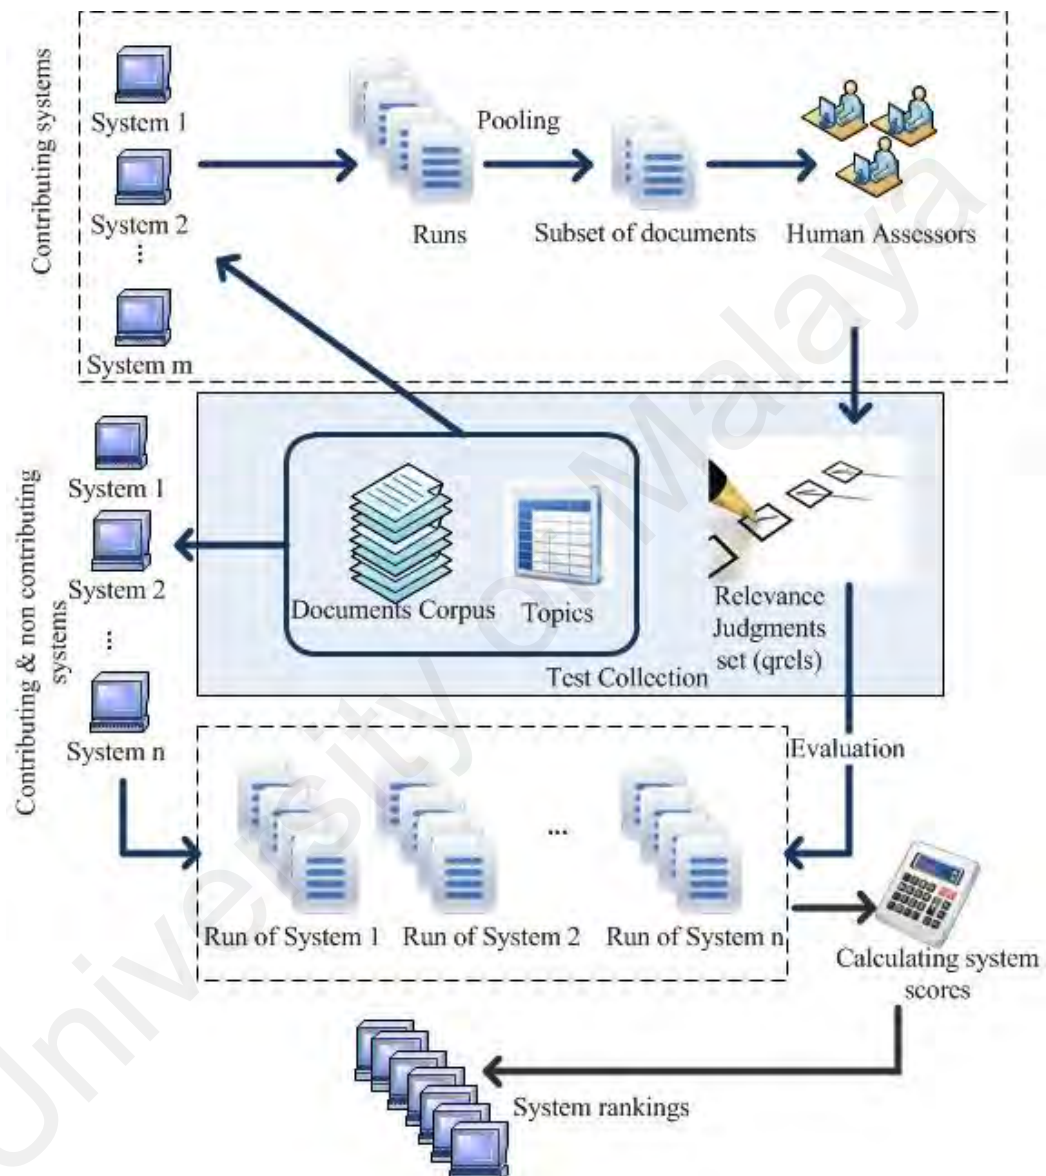 Contributing systems
System 1
System 2
...
System m
Runs
Pooling
Subset of documents
Human Assessors
Contributing & non contributing
systems
System 1
System 2
...
System n
Documents Corpus
Topics
Relevance
Judgments
set (qrels)
Test Collection
Evaluation
...
Run of System 1
Run of System 2
Run of System n
Calculating system
scores
System rankings
University of Malaya